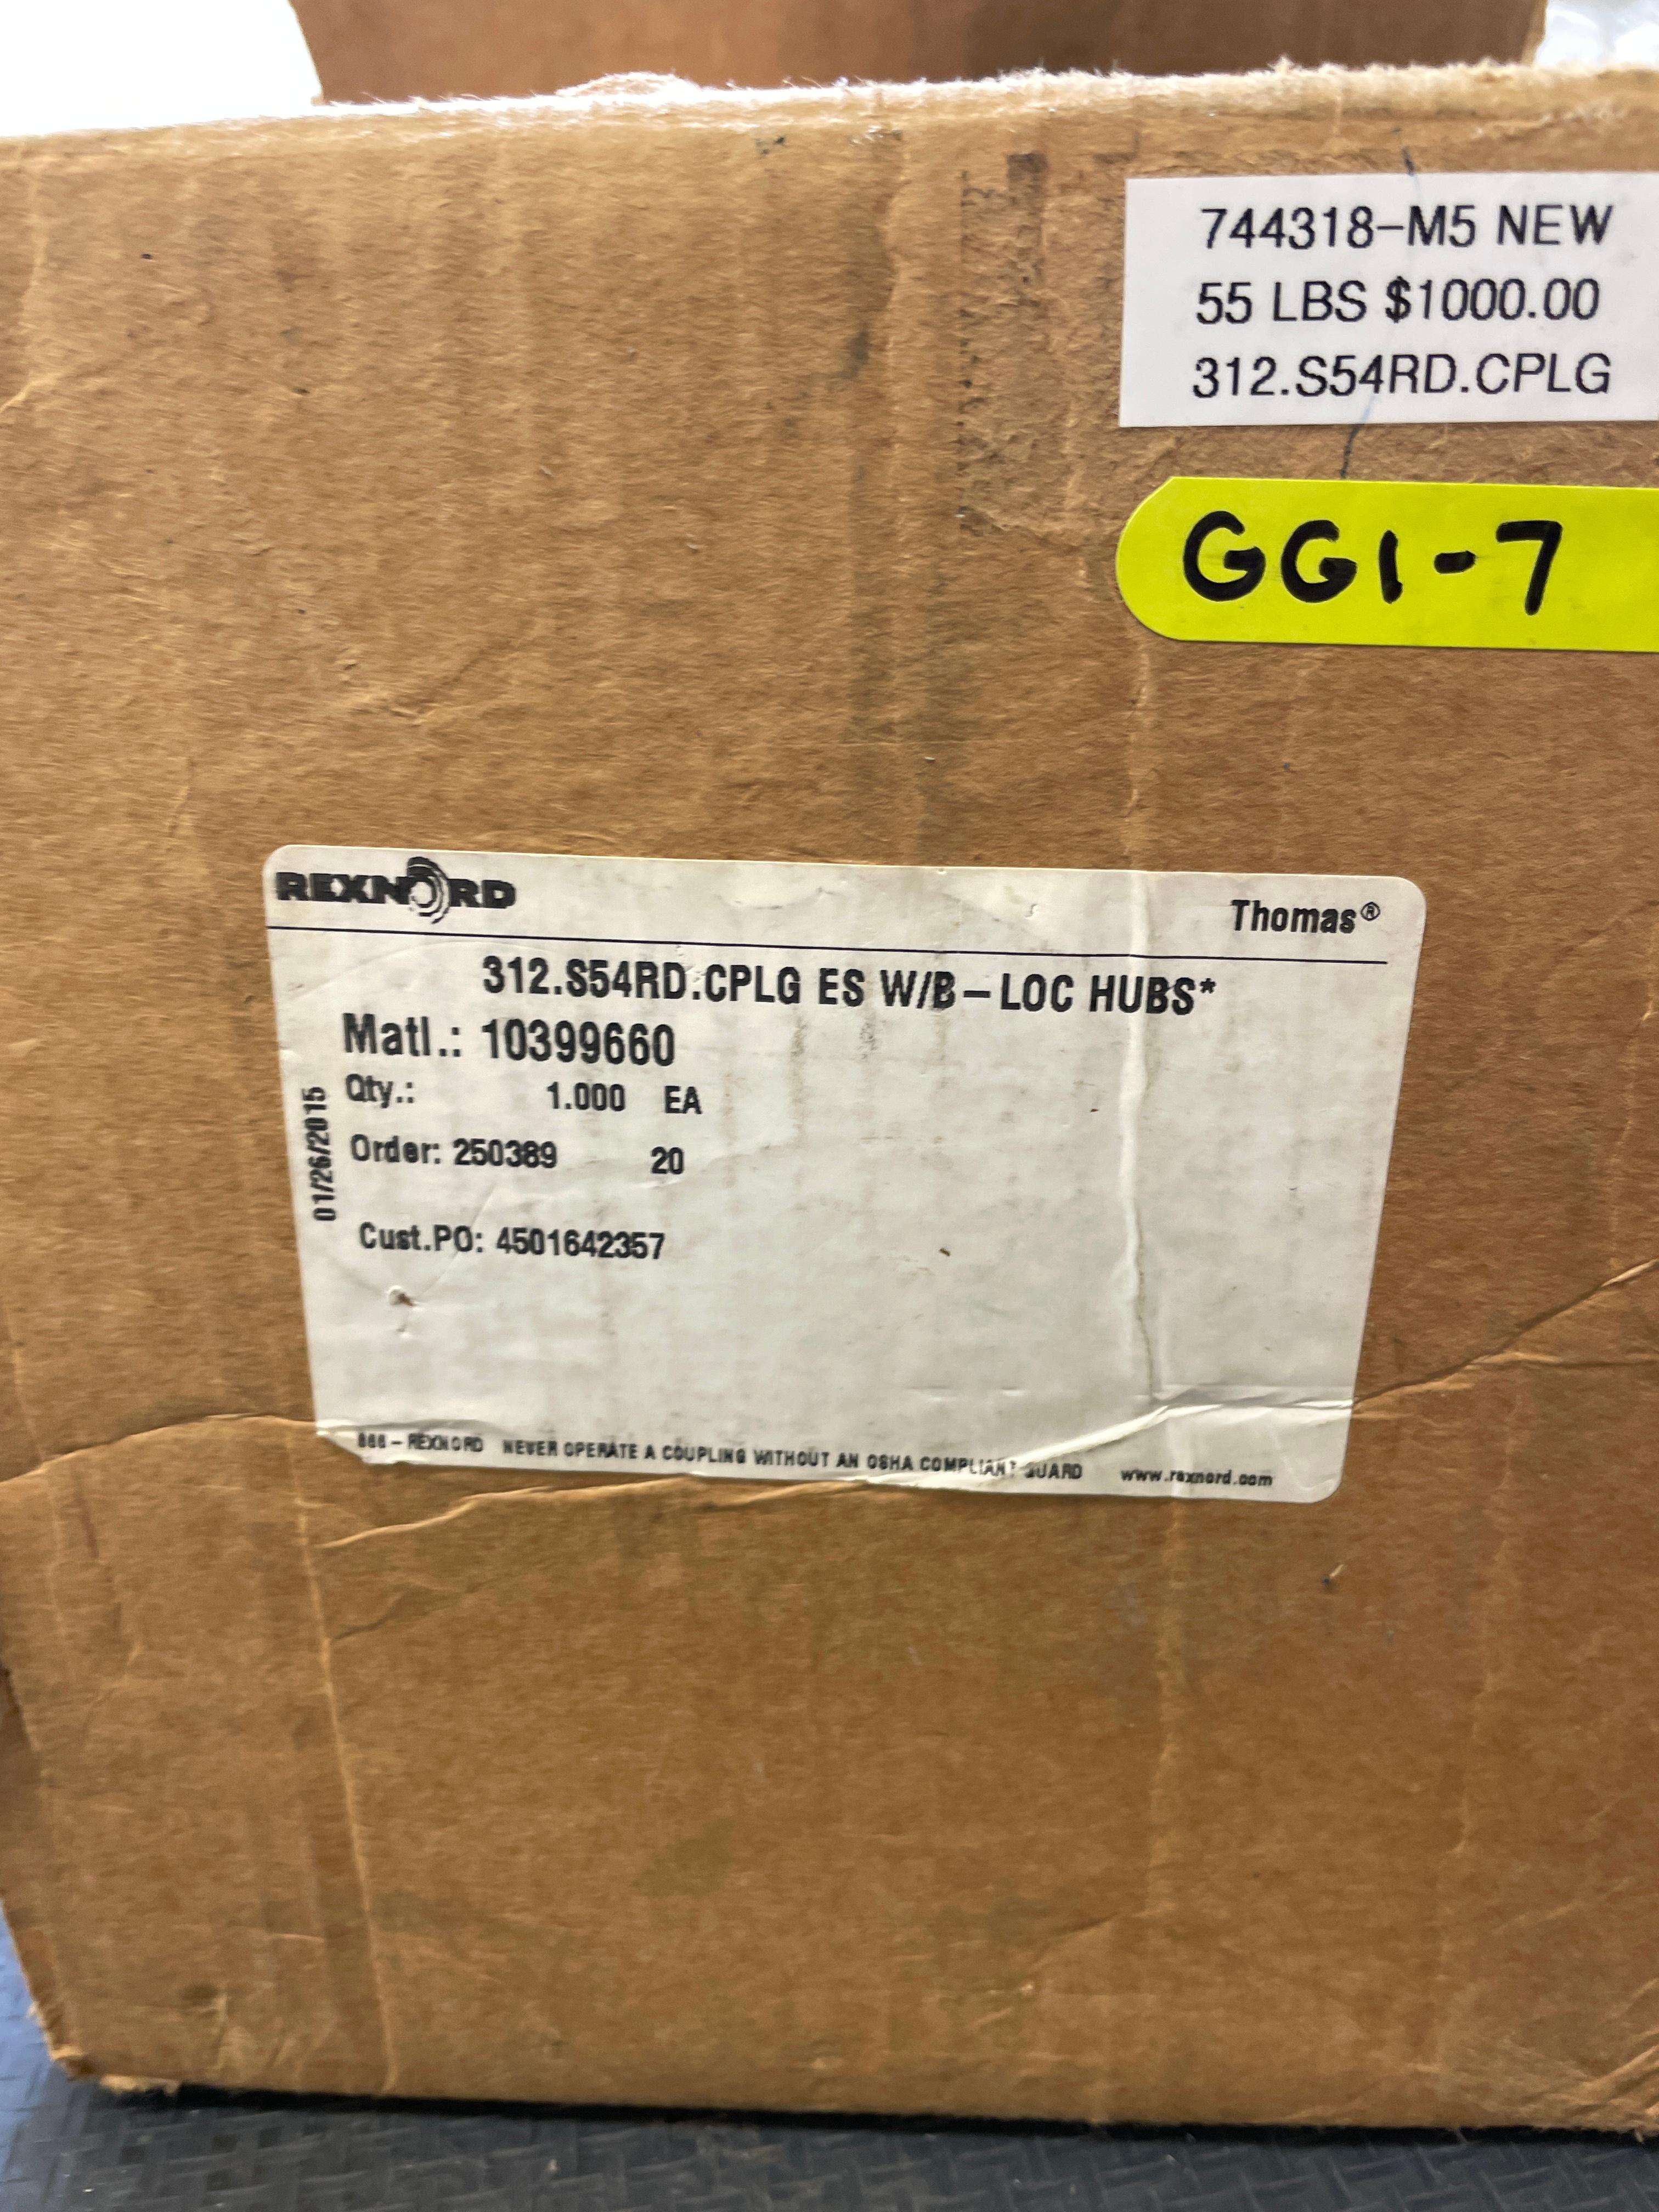 744318-M5 NEW
55 LBS $1000.00
312.S54RD.CPLG
GG1-7
REXNORD
Thomas®
312.S54RD.CPLG ES W/B-LOC HUBS*
Matl.: 10399660
Qty.: 1.000 EA
Order: 250389 20
01/26/2015
Cust.PO: 4501642357
866-REXNORD NEVER OPERATE A COUPLING WITHOUT AN OSHA COMPLIANT GUARD www.rexnord.com